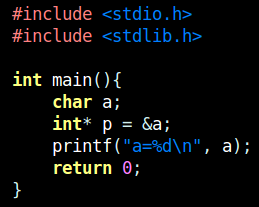 #include <stdio.h>
#include <stdlib.h>

int main(){
    char a;
    int* p = &a;
    printf("a=%d\n", a);
    return 0;
}